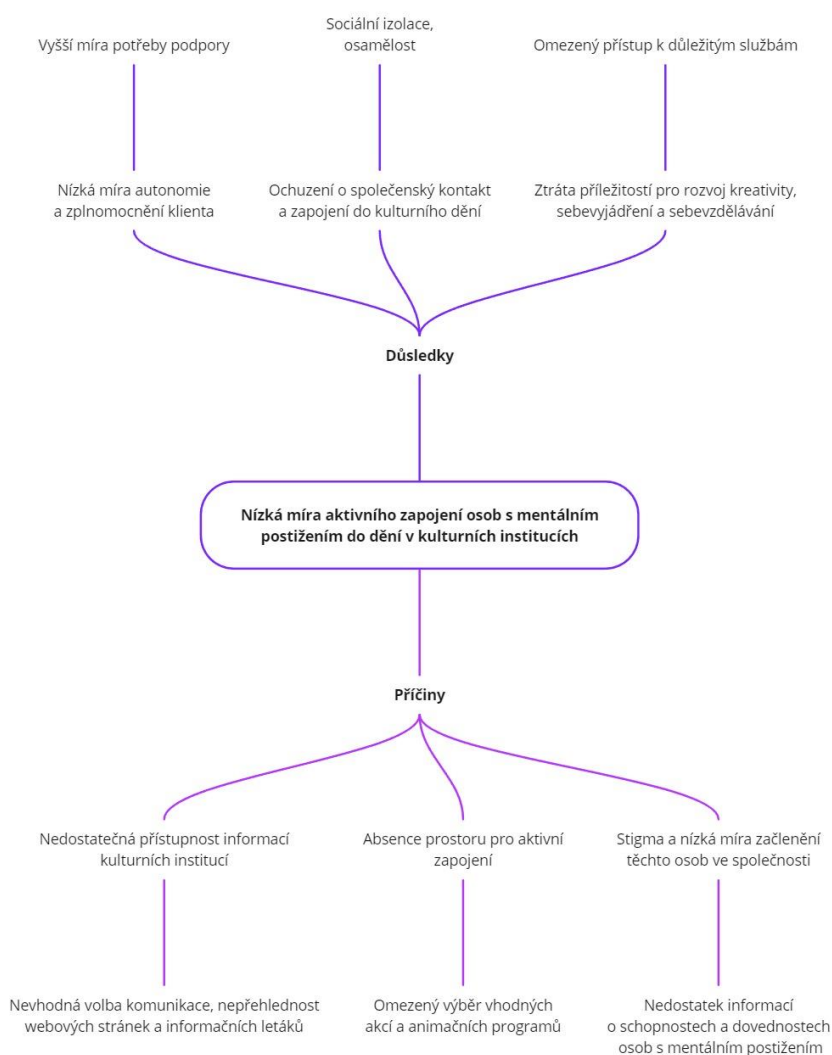 Vyšší míra potřeby podpory
Sociální izolace,
osamělost
Omezený přístup k důležitým službám
Nízká míra autonomie
a zplnomocnění klienta
Ochuzení o společenský kontakt
a zapojení do kulturního dění
Ztráta příležitostí pro rozvoj kreativity,
sebevyjádření a sebevzdělávání
Důsledky
Nízká míra aktivního zapojení osob s mentálním
postižením do dění v kulturních institucích
Příčiny
Nedostatečná přístupnost informací
kulturních institucí
Absence prostoru pro aktivní
zapojení
Stigma a nízká míra začlenění
těchto osob ve společnosti
Nevhodná volba komunikace, nepřehlednost
webových stránek a informačních letáků
Omezený výběr vhodných
akcí a animačních programů
Nedostatek informací
o schopnostech a dovednostech
osob s mentálním postižením